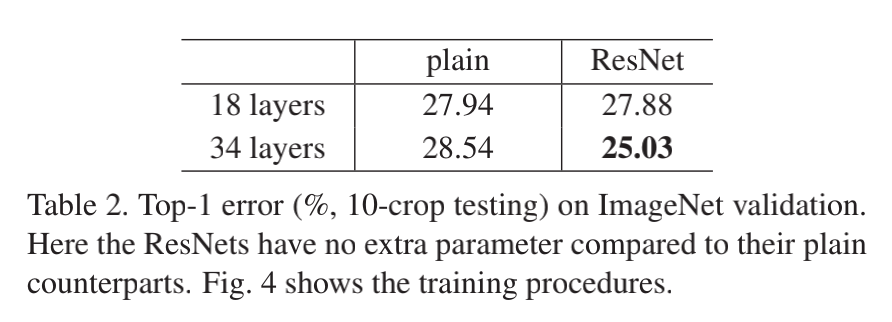 plain ResNet
18 layers 27.94 27.88
34 layers 28.54 25.03
Table 2. Top-1 error (%, 10-crop testing) on ImageNet validation.
Here the ResNets have no extra parameter compared to their plain
counterparts. Fig. 4 shows the training procedures.